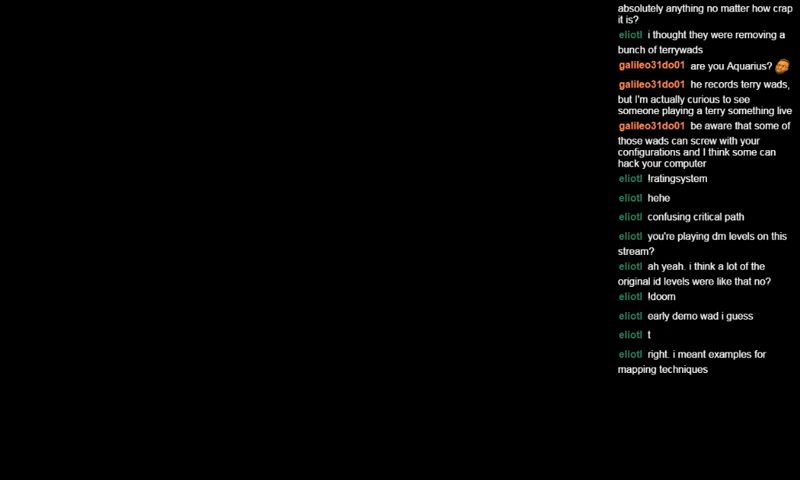 absolutely anything no matter how crap
it is?
eliotl i thought they were removing a
bunch of terrywads
galileo31do01 are you Aquarius?
galileo31do01 he records terry wads,
but I'm actually curious to see
someone playing a terry something live
galileo31do01 be aware that some of
those wads can screw with your
configurations and I think some can
hack your computer
eliotl !ratingsystem
eliotl hehe
eliotl confusing critical path
eliotl you're playing dm levels on this
stream?
eliotl ah yeah. i think a lot of the
original id levels were like that no?
eliotl !doom
eliotl early demo wad i guess
eliotl t
eliotl right. i meant examples for
mapping techniques